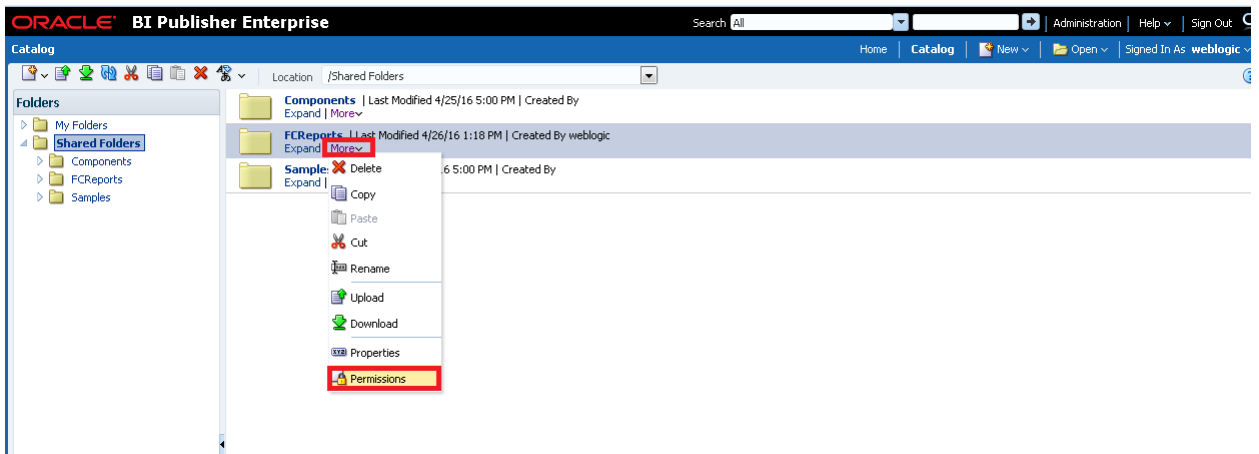 ORACLE BI Publisher Enterprise Search All Administration Help Sign Out
Catalog Home Catalog New Open Signed In As weblogic
Location /Shared Folders
Folders
My Folders
Shared Folders
Components
FCReports
Samples
Components | Last Modified 4/25/16 5:00 PM | Created By
Expand | More
FCReports | Last Modified 4/26/16 1:18 PM | Created By weblogic
Expand | More
Sample 6 5:00 PM | Created By
Expand |
Delete
Copy
Paste
Cut
Rename
Upload
Download
XYZ Properties
Permissions